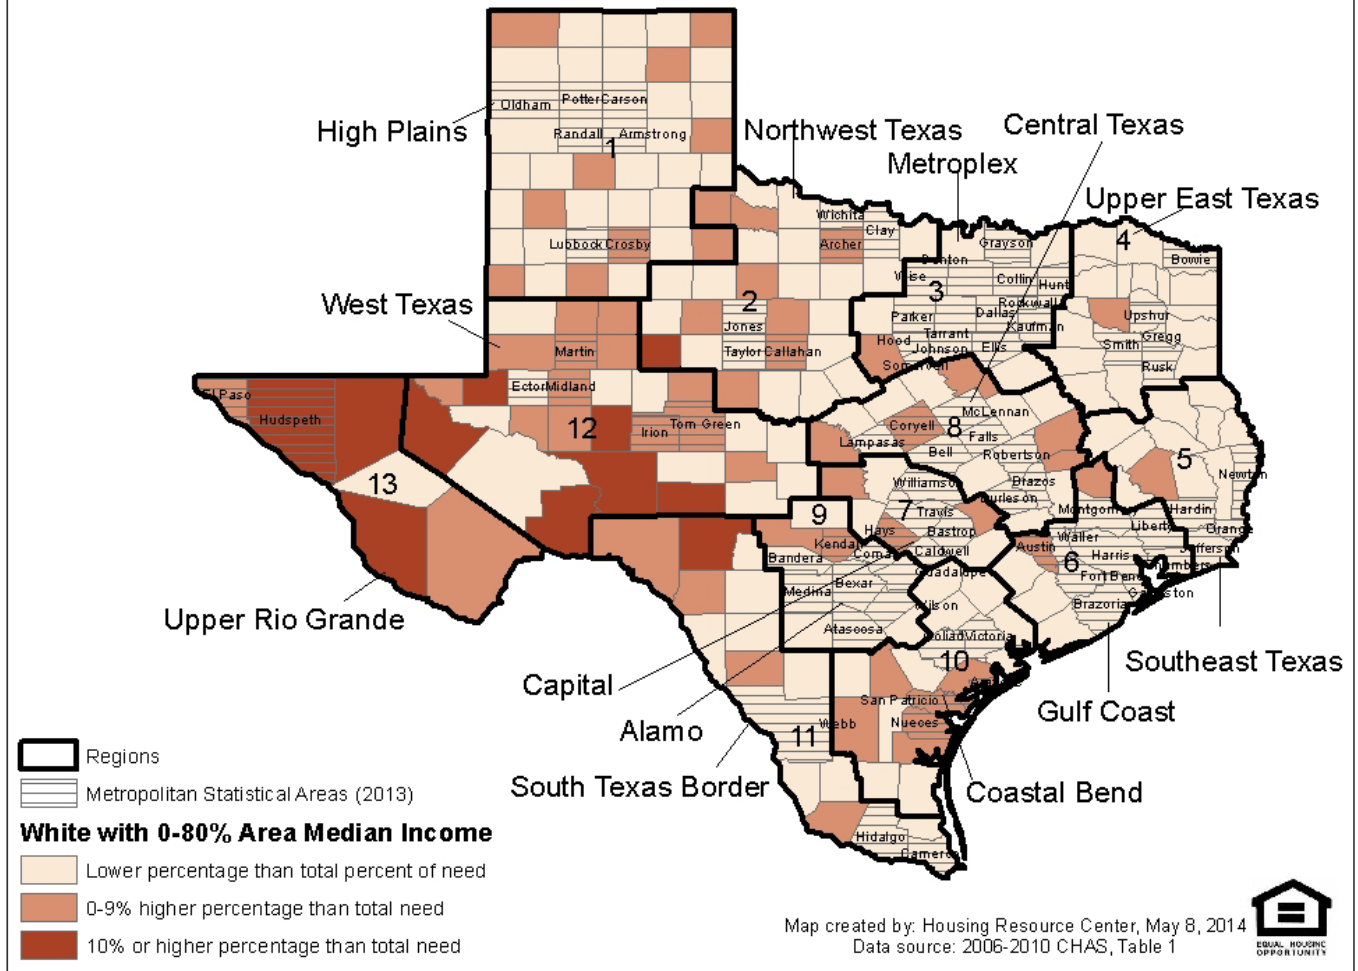 High Plains
Northwest Texas
Central Texas
Metroplex
Upper East Texas
West Texas
Oldham
Potter
Carson
Randall
Armstrong
1
Lubbock
Crosby
Wichita
Clay
Archer
2
Jones
Taylor
Callahan
Grayson
Denton
Wise
Collin
Hunt
3
Rockwall
Parker
Dallas
Kaufman
Tarrant
Hood
Johnson
Ellis
Somervell
4
Bowie
Upshur
Gregg
Smith
Rusk
Martin
Ector
Midland
12
Irion
Tom Green
El Paso
Hudspeth
13
McLennan
Coryell
8
Falls
Lampasas
Bell
Robertson
Brazos
Burleson
5
Newton
Hardin
Orange
Jefferson
Williamson
7
Travis
Bastrop
Hays
Caldwell
9
Kendall
Comal
Bandera
Guadalupe
Bexar
Medina
Wilson
Atascosa
Montgomery
Liberty
Waller
Austin
6
Harris
Chambers
Fort Bend
Galveston
Brazoria
Goliad
Victoria
10
Aransas
San Patricio
Nueces
Webb
11
Hidalgo
Cameron
Upper Rio Grande
Capital
Alamo
South Texas Border
Southeast Texas
Gulf Coast
Coastal Bend
Regions
Metropolitan Statistical Areas (2013)
White with 0-80% Area Median Income
Lower percentage than total percent of need
0-9% higher percentage than total need
10% or higher percentage than total need
Map created by: Housing Resource Center, May 8, 2014
Data source: 2006-2010 CHAS, Table 1
EQUAL HOUSING
OPPORTUNITY